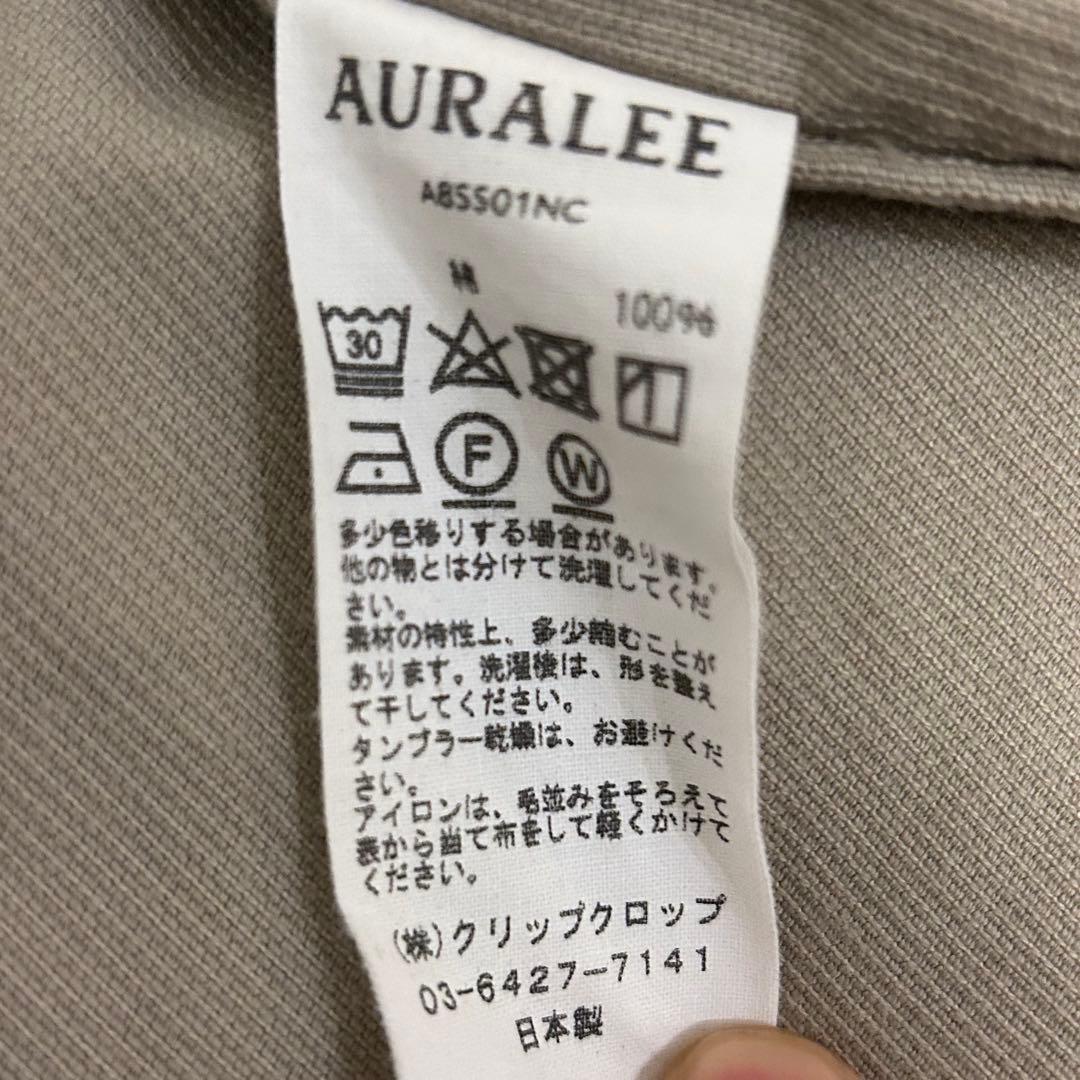 AURALEE
A8SS01NC
綿 100%
30
F W
多少色移りする場合があります。
他の物とは分けて洗濯してくだ
さい。
素材の特性上、多少縮むことが
あります。洗濯後は、形を整え
て干してください。
タンブラー乾燥は、お避けくだ
さい。
アイロンは、毛並みをそろえて
表から当て布をして軽くかけて
ください。
(株)クリップクロップ
03-6427-7141
日本製